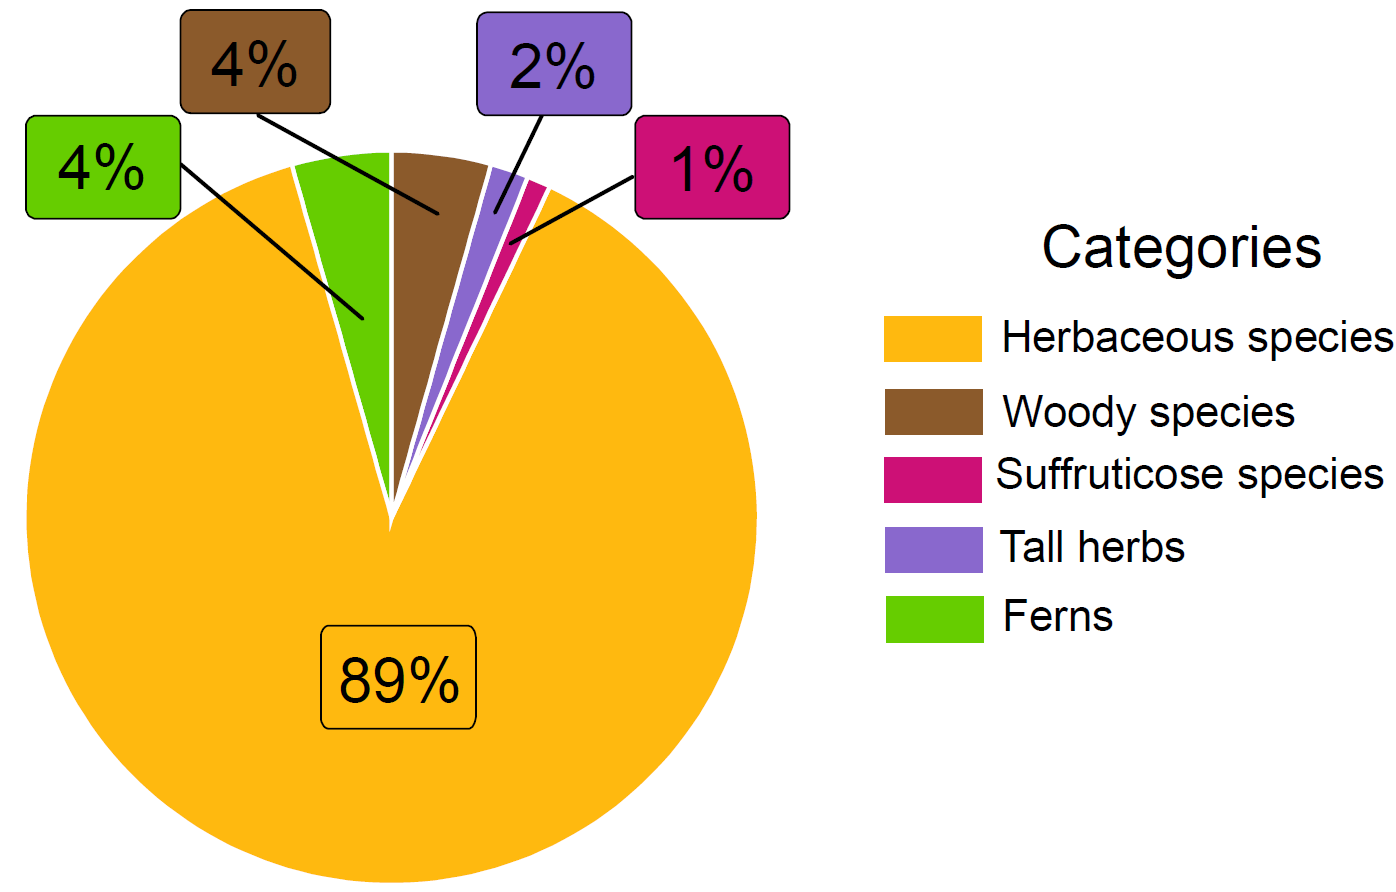 4%
2%
4%
1%
89%
Categories
Herbaceous species
Woody species
Suffruticose species
Tall herbs
Ferns